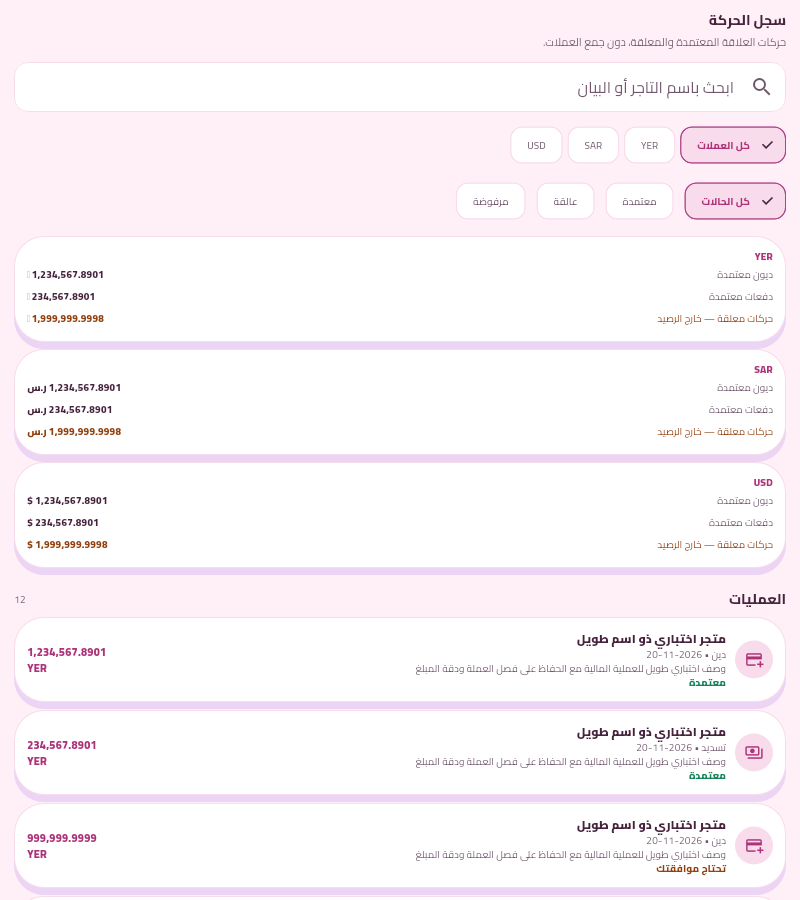 سجل الحركة
حركات العلاقة المعتمدة والمعلقة، دون جمع العملات.
ابحث باسم التاجر أو البيان
كل العملات YER SAR USD
كل الحالات معتمدة عالقة مرفوضة
YER
ديون معتمدة 1,234,567.8901
دفعات معتمدة 234,567.8901
حركات معلقة — خارج الرصيد 1,999,999.9998
SAR
ديون معتمدة 1,234,567.8901 ر.س
دفعات معتمدة 234,567.8901 ر.س
حركات معلقة — خارج الرصيد 1,999,999.9998 ر.س
USD
ديون معتمدة 1,234,567.8901 $
دفعات معتمدة 234,567.8901 $
حركات معلقة — خارج الرصيد 1,999,999.9998 $
العمليات 12
متجر اختباري ذو اسم طويل
دين • 2026-11-20
وصف اختباري طويل للعملية المالية مع الحفاظ على فصل العملة ودقة المبلغ
معتمدة
1,234,567.8901
YER
متجر اختباري ذو اسم طويل
تسديد • 2026-11-20
وصف اختباري طويل للعملية المالية مع الحفاظ على فصل العملة ودقة المبلغ
معتمدة
234,567.8901
YER
متجر اختباري ذو اسم طويل
دين • 2026-11-20
وصف اختباري طويل للعملية المالية مع الحفاظ على فصل العملة ودقة المبلغ
تحتاج موافقتك
999,999.9999
YER